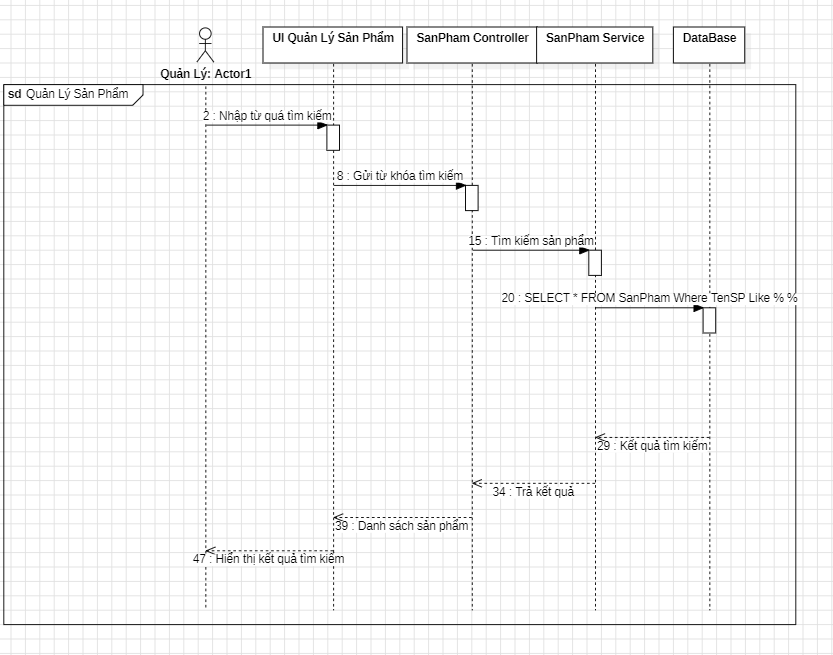 UI Quản Lý Sản Phẩm
SanPham Controller
SanPham Service
DataBase
Quản Lý: Actor1
sd Quản Lý Sản Phẩm
2 : Nhập từ quá tìm kiếm
8 : Gửi từ khóa tìm kiếm
15 : Tìm kiếm sản phẩm
20 : SELECT * FROM SanPham Where TenSP Like % %
29 : Kết quả tìm kiếm
34 : Trả kết quả
39 : Danh sách sản phẩm
47 : Hiển thị kết quả tìm kiếm